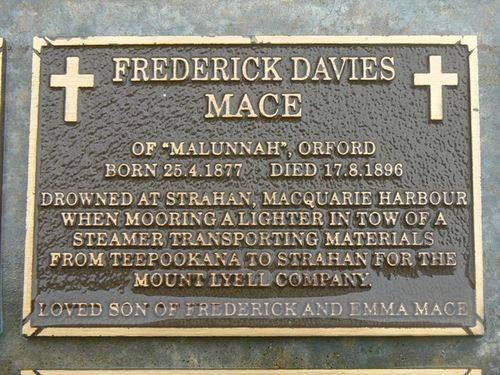 FREDERICK DAVIES
MACE
OF "MALUNNAH", ORFORD
BORN 25.4.1877 DIED 17.8.1896
DROWNED AT STRAHAN, MACQUARIE HARBOUR
WHEN MOORING A LIGHTER IN TOW OF A
STEAMER TRANSPORTING MATERIALS
FROM TEEPOOKANA TO STRAHAN FOR THE
MOUNT LYELL COMPANY.
LOVED SON OF FREDERICK AND EMMA MACE